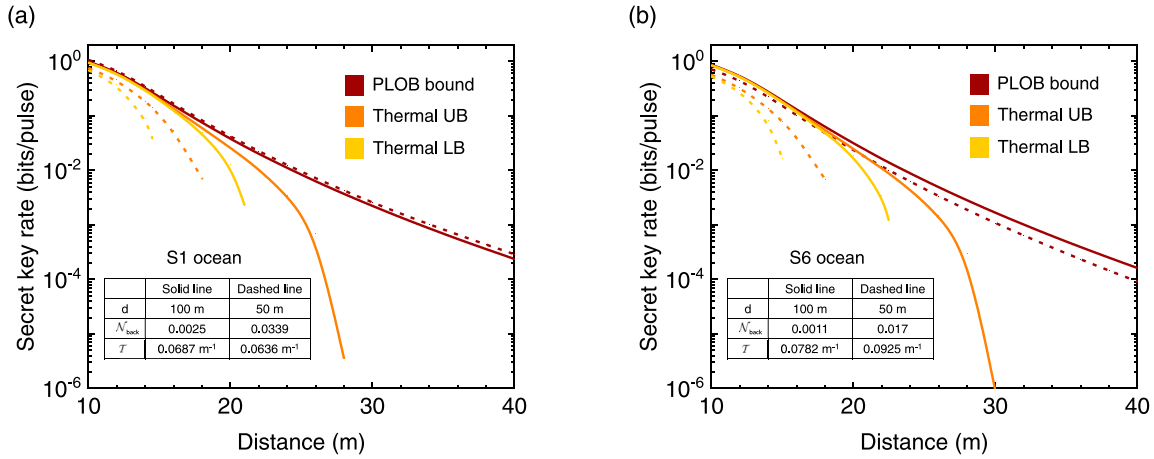 (a)
Secret key rate (bits/pulse)
10^0
10^-2
10^-4
10^-6
PLOB bound
Thermal UB
Thermal LB
S1 ocean
Solid line Dashed line
d 100 m 50 m
𝒩back 0.0025 0.0339
𝒯 0.0687 m^-1 0.0636 m^-1
10 20 30 40
Distance (m)
(b)
Secret key rate (bits/pulse)
10^0
10^-2
10^-4
10^-6
PLOB bound
Thermal UB
Thermal LB
S6 ocean
Solid line Dashed line
d 100 m 50 m
𝒩back 0.0011 0.017
𝒯 0.0782 m^-1 0.0925 m^-1
10 20 30 40
Distance (m)